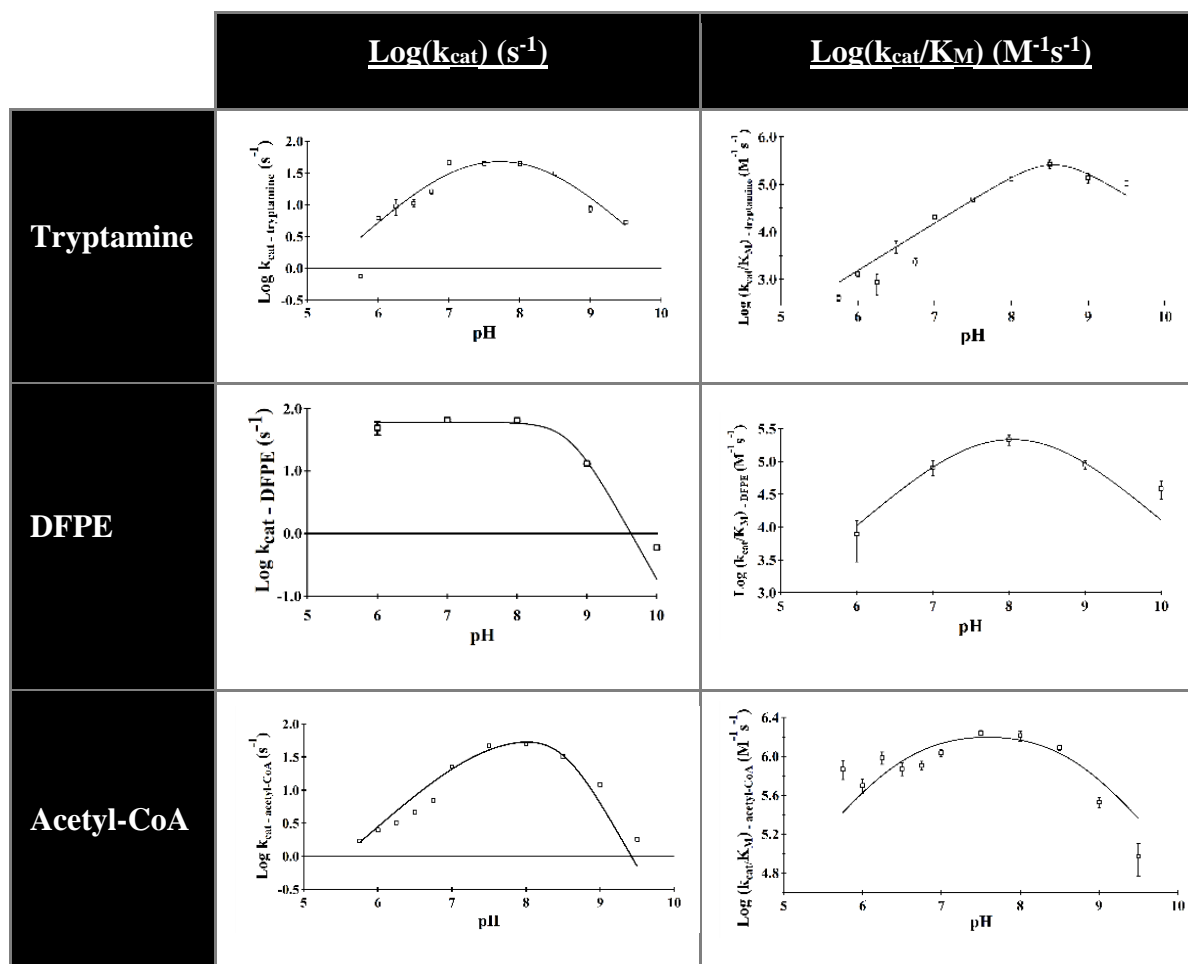 Log(kcat) (s-1)
Log(kcat/KM) (M-1s-1)
Tryptamine
Log kcat - tryptamine (s-1)
2.0
1.5
1.0
0.5
0.0
-0.5
5 6 7 8 9 10
pH
Log (kcat/KM) - tryptamine (M-1 s-1)
6.0
5.0
4.0
3.0
5 6 7 8 9 10
pH
DFPE
Log kcat - DFPE (s-1)
2.0
1.0
0.0
-1.0
5 6 7 8 9 10
pH
Log (kcat/KM) - DFPE (M-1 s-1)
5.5
5.0
4.5
4.0
3.5
3.0
5 6 7 8 9 10
pH
Acetyl-CoA
Log kcat - acetyl-CoA (s-1)
2.0
1.5
1.0
0.5
0.0
-0.5
5 6 7 8 9 10
pH
Log (kcat/KM) - acetyl-CoA (M-1 s-1)
6.4
6.0
5.6
5.2
4.8
5 6 7 8 9 10
pH